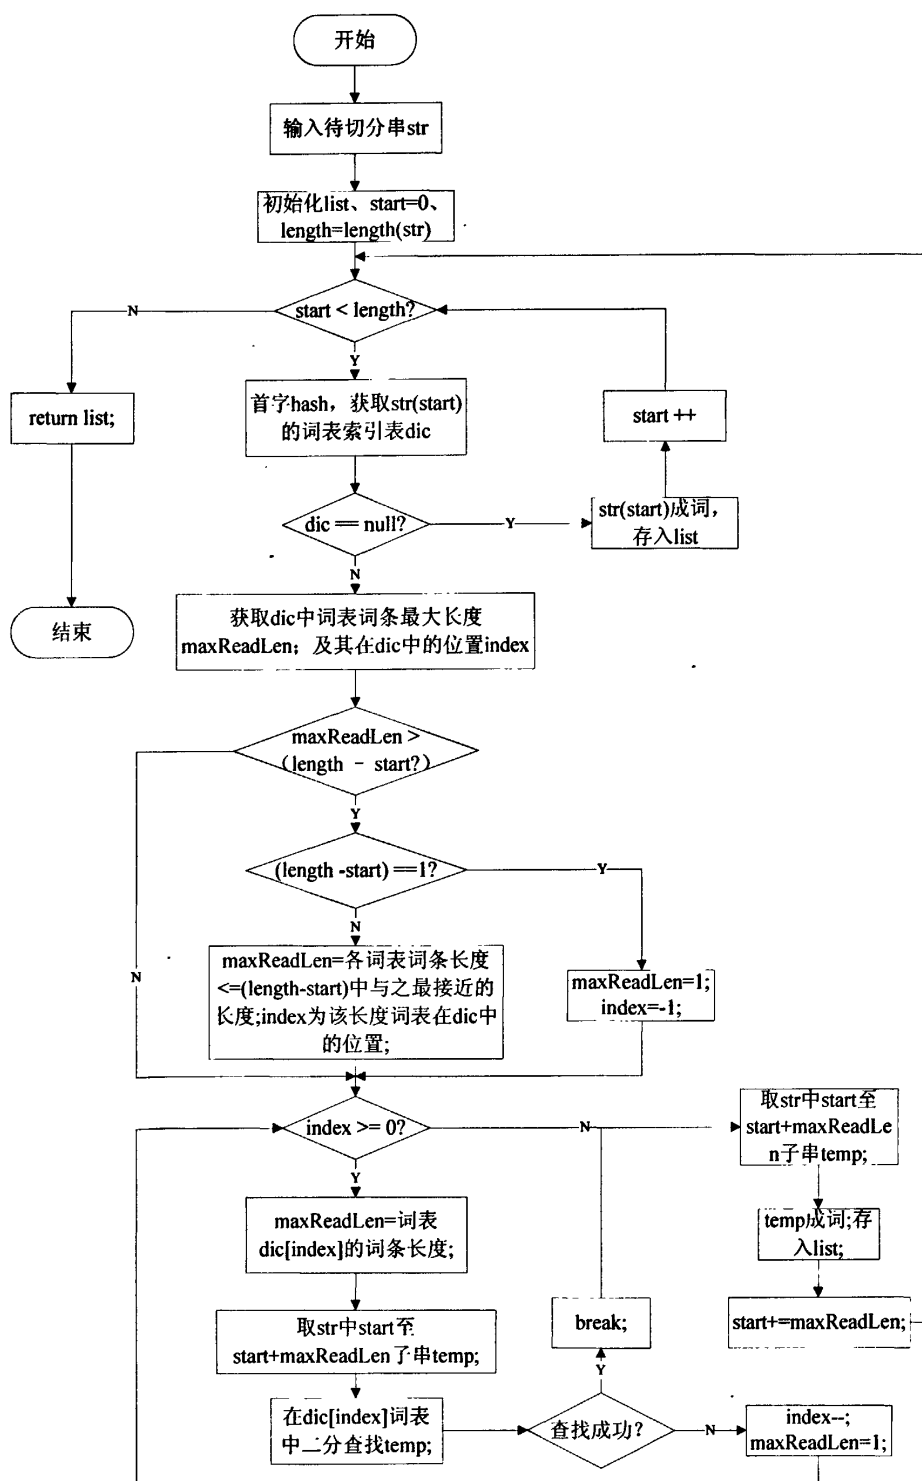 开始
输入待切分串str
初始化list、start=0、
length=length(str)
start < length?
N
Y
首字hash，获取str(start)
的词表索引表dic
return list;
start ++
dic == null?
Y
str(start)成词，
存入list
N
结束
获取dic中词表词条最大长度
maxReadLen；及其在dic中的位置index
maxReadLen >
(length - start?)
Y
(length -start) ==1?
Y
N
N
maxReadLen=各词表词条长度
<=(length-start)中与之最接近的
长度;index为该长度词表在dic中
的位置;
maxReadLen=1;
index=-1;
index >= 0?
N
取str中start至
start+maxReadLe
n子串temp;
Y
maxReadLen=词表
dic[index]的词条长度;
temp成词;存
入list;
取str中start至
start+maxReadLen子串temp;
break;
start+=maxReadLen;
Y
在dic[index]词表
中二分查找temp;
查找成功?
N
index--;
maxReadLen=1;